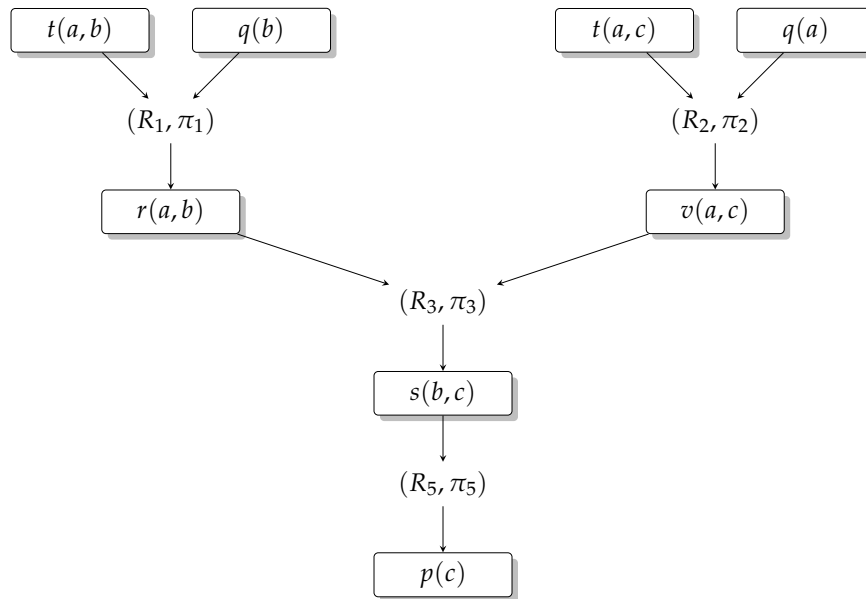 t(a, b) q(b) t(a, c) q(a)
(R₁, π₁) (R₂, π₂)
r(a, b) v(a, c)
(R₃, π₃)
s(b, c)
(R₅, π₅)
p(c)